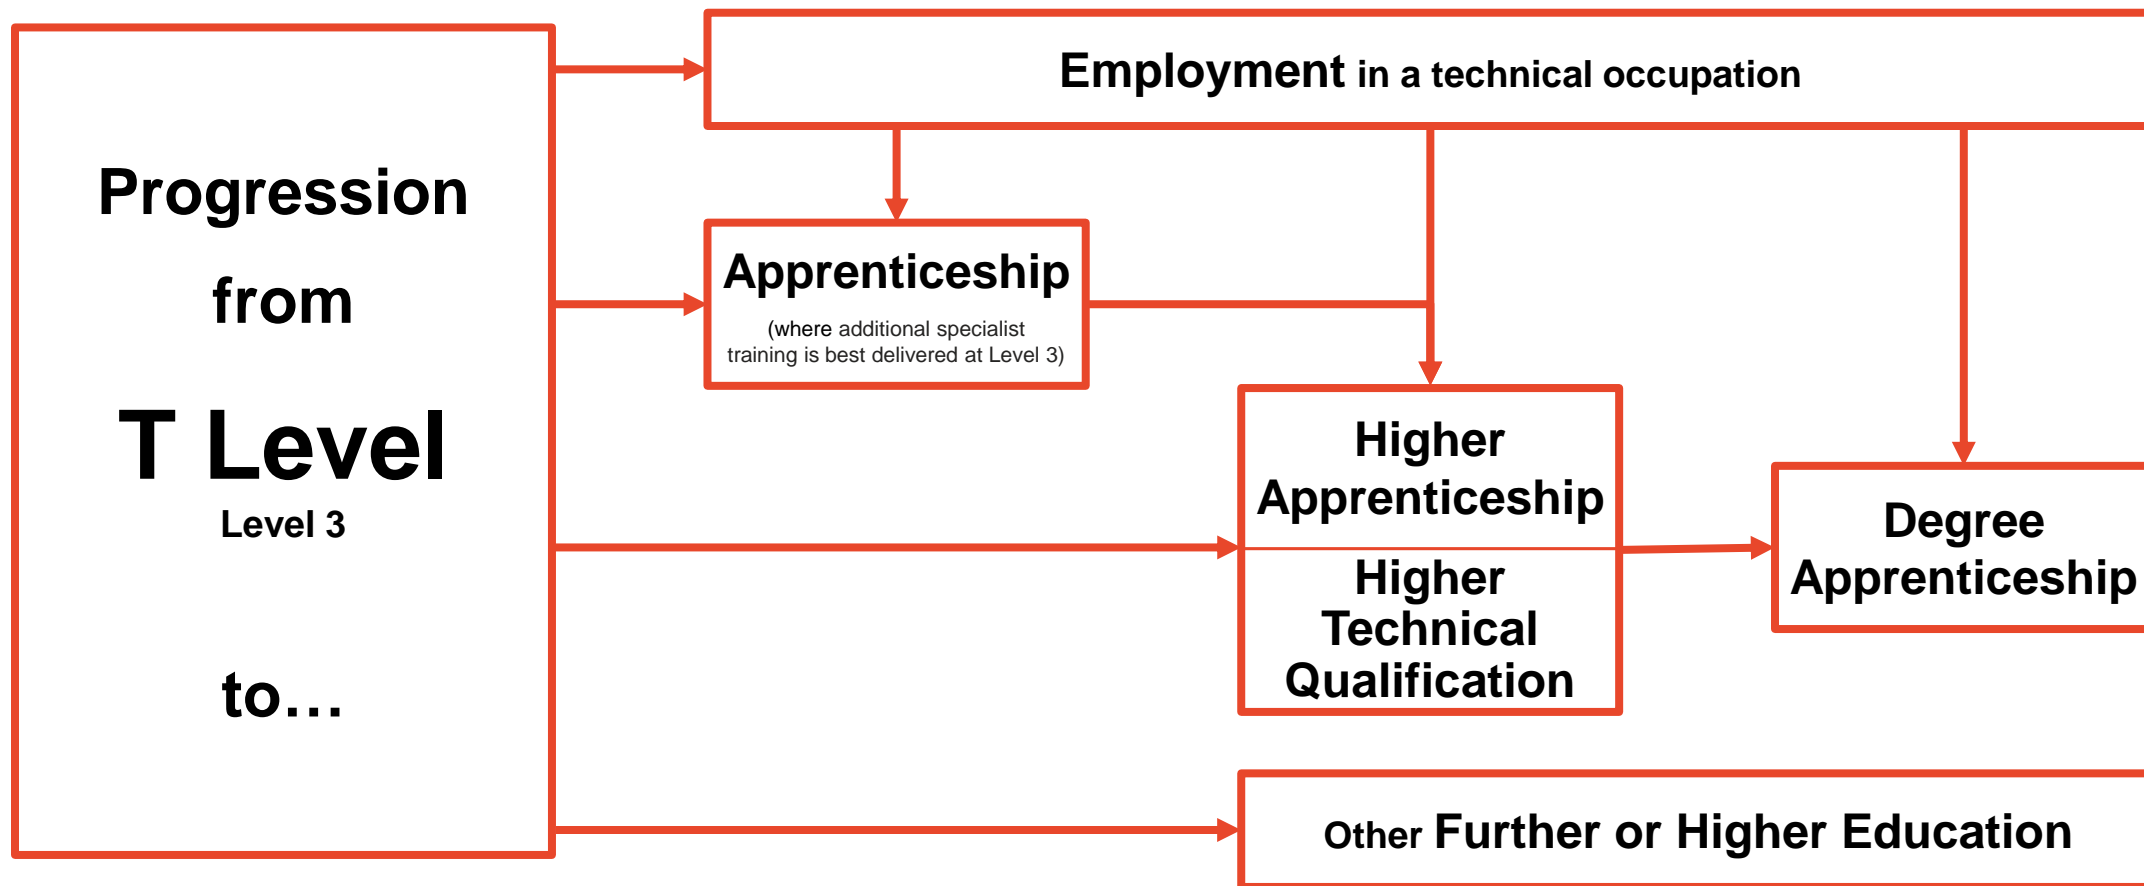 Progression
from
T Level
Level 3
to…
Employment in a technical occupation
Apprenticeship
(where additional specialist
training is best delivered at Level 3)
Higher
Apprenticeship
Higher
Technical
Qualification
Degree
Apprenticeship
Other Further or Higher Education